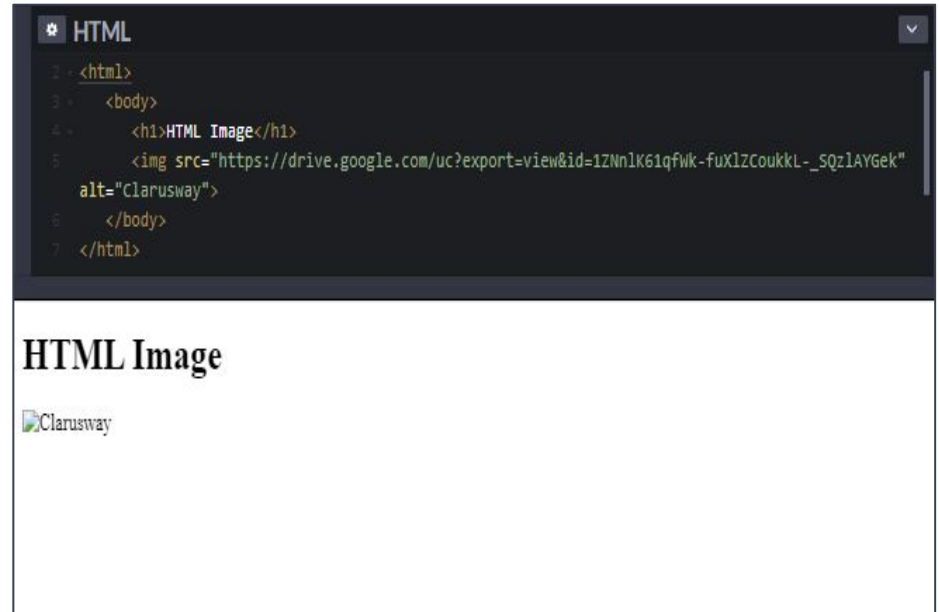 HTML
2 <html>
3 <body>
4 <h1>HTML Image</h1>
5 <img src="https://drive.google.com/uc?export=view&id=1ZNnlK61qfWk-fuXlZCoukkL-_SQzlAYGek"
alt="Clarusway">
6 </body>
7 </html>
HTML Image
Clarusway